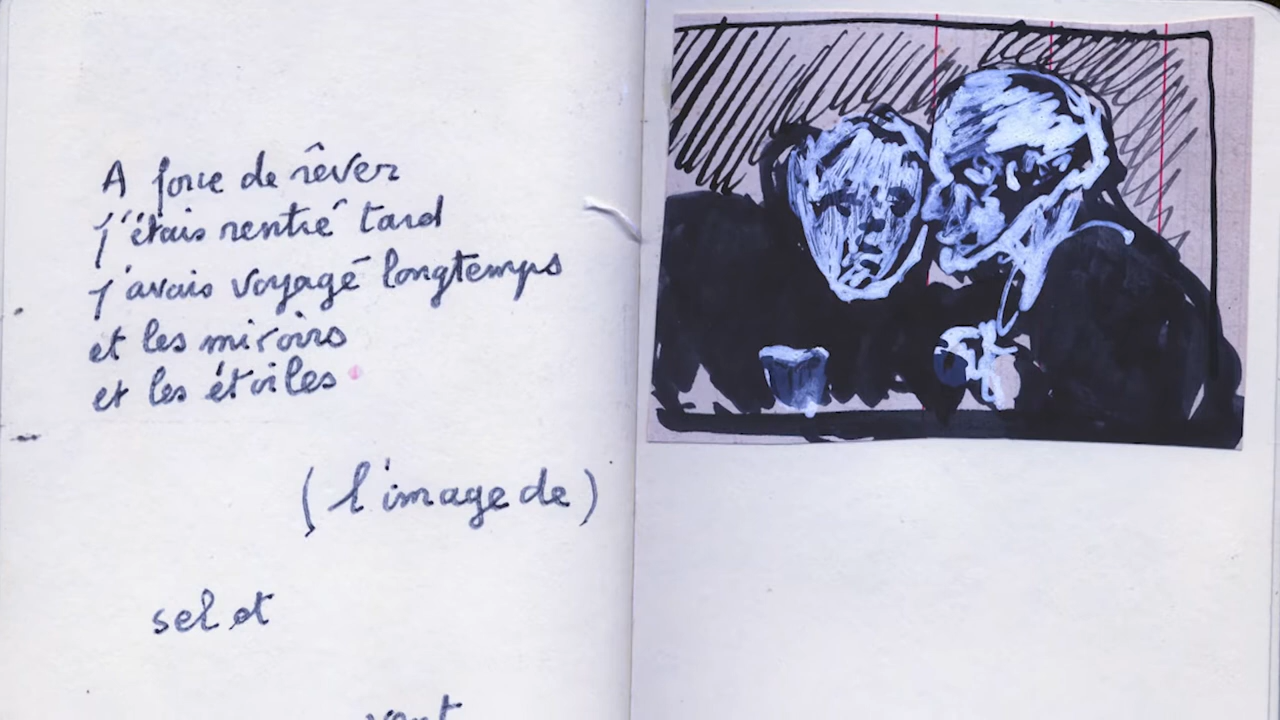 A force de rêver
j'étais rentré tard
j'avais voyagé longtemps
et les miroirs
et les étoiles
(l'image de)
sel et